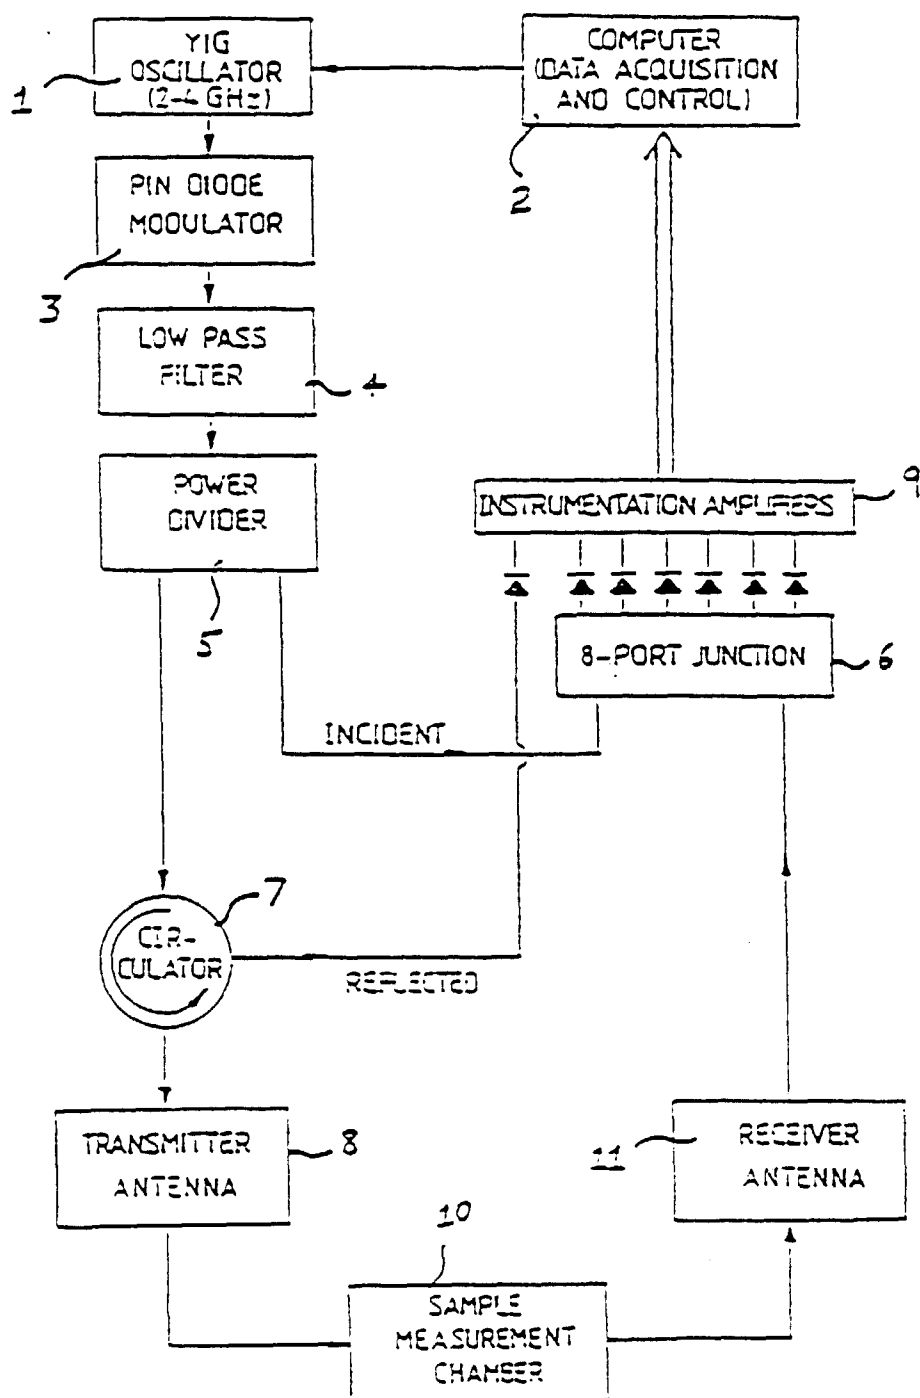 YIG
OSCILLATOR
(2-4 GHz)
1
COMPUTER
(DATA ACQUISITION
AND CONTROL)
2
PIN DIODE
MODULATOR
3
LOW PASS
FILTER
4
POWER
DIVIDER
5
INSTRUMENTATION AMPLIFIERS
9
8-PORT JUNCTION
6
INCIDENT
7
CIR-
CULATOR
REFLECTED
TRANSMITTER
ANTENNA
8
11
RECEIVER
ANTENNA
10
SAMPLE
MEASUREMENT
CHAMBER